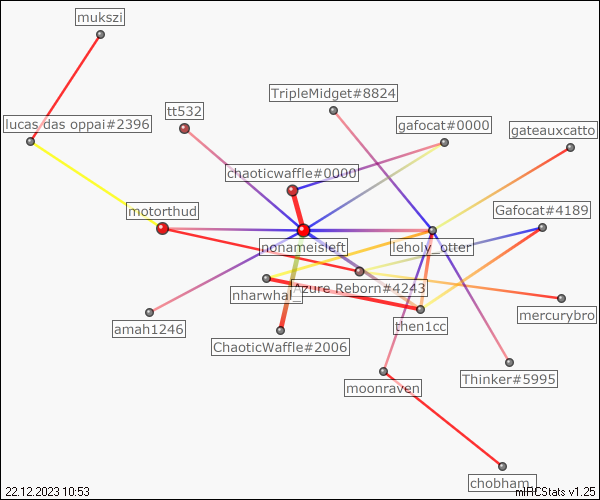 mukszi
TripleMidget#8824
tt532
lucas das oppai#2396
gafocat#0000
gateauxcatto
chaoticwaffle#0000
motorthud
Gafocat#4189
nonameisleft
leholy_otter
Azure Reborn#4243
nharwhal_
mercurybro
amah1246
then1cc
ChaoticWaffle#2006
Thinker#5995
moonraven
chobham_
22.12.2023 10:53
mIRCStats v1.25